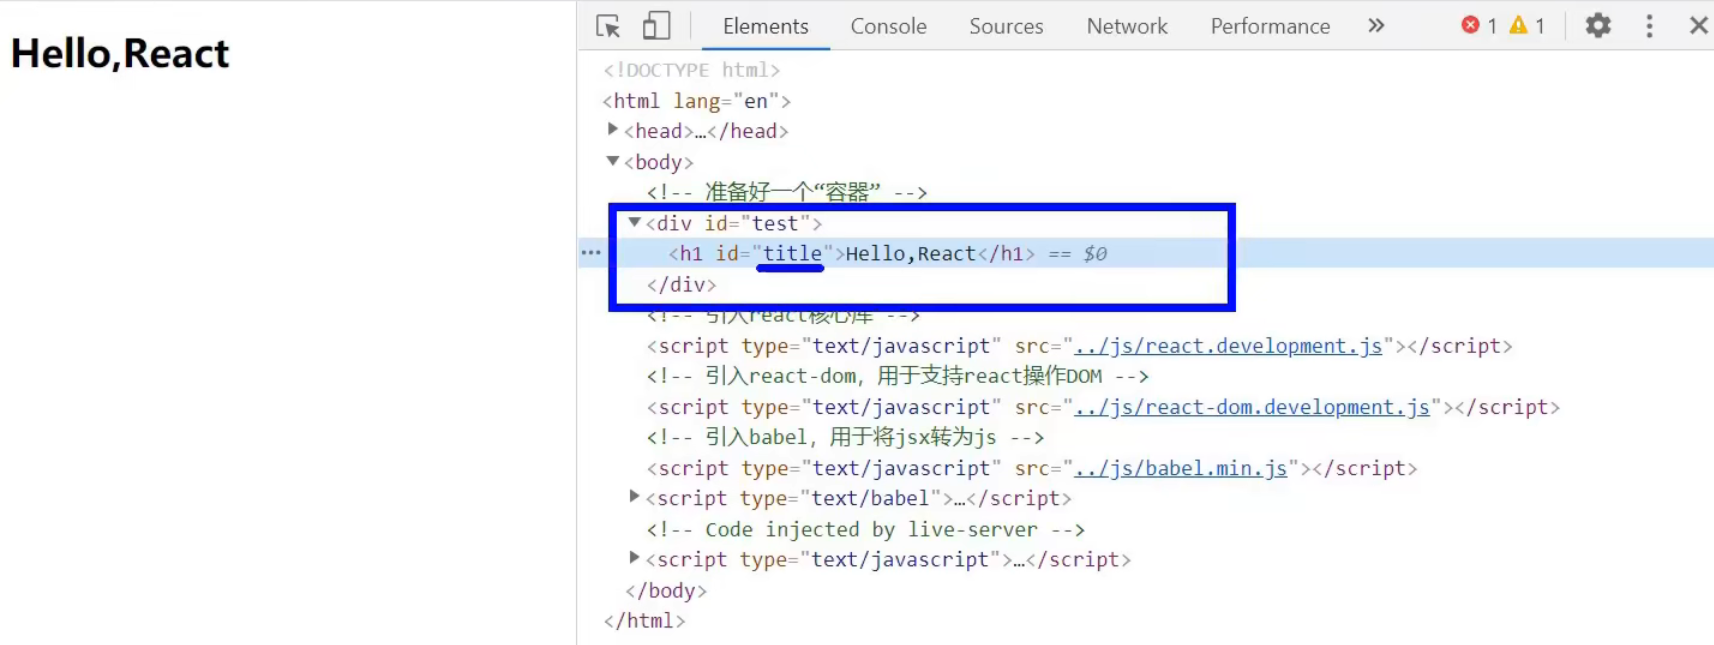 Hello,React
Elements Console Sources Network Performance » 1 1
<!DOCTYPE html>
<html lang="en">
<head>…</head>
<body>
<!-- 准备好一个“容器” -->
<div id="test">
<h1 id="title">Hello,React</h1> == $0
</div>
<!-- 引入react核心库 -->
<script type="text/javascript" src="../js/react.development.js"></script>
<!-- 引入react-dom，用于支持react操作DOM -->
<script type="text/javascript" src="../js/react-dom.development.js"></script>
<!-- 引入babel，用于将jsx转为js -->
<script type="text/javascript" src="../js/babel.min.js"></script>
<script type="text/babel">…</script>
<!-- Code injected by live-server -->
<script type="text/javascript">…</script>
</body>
</html>